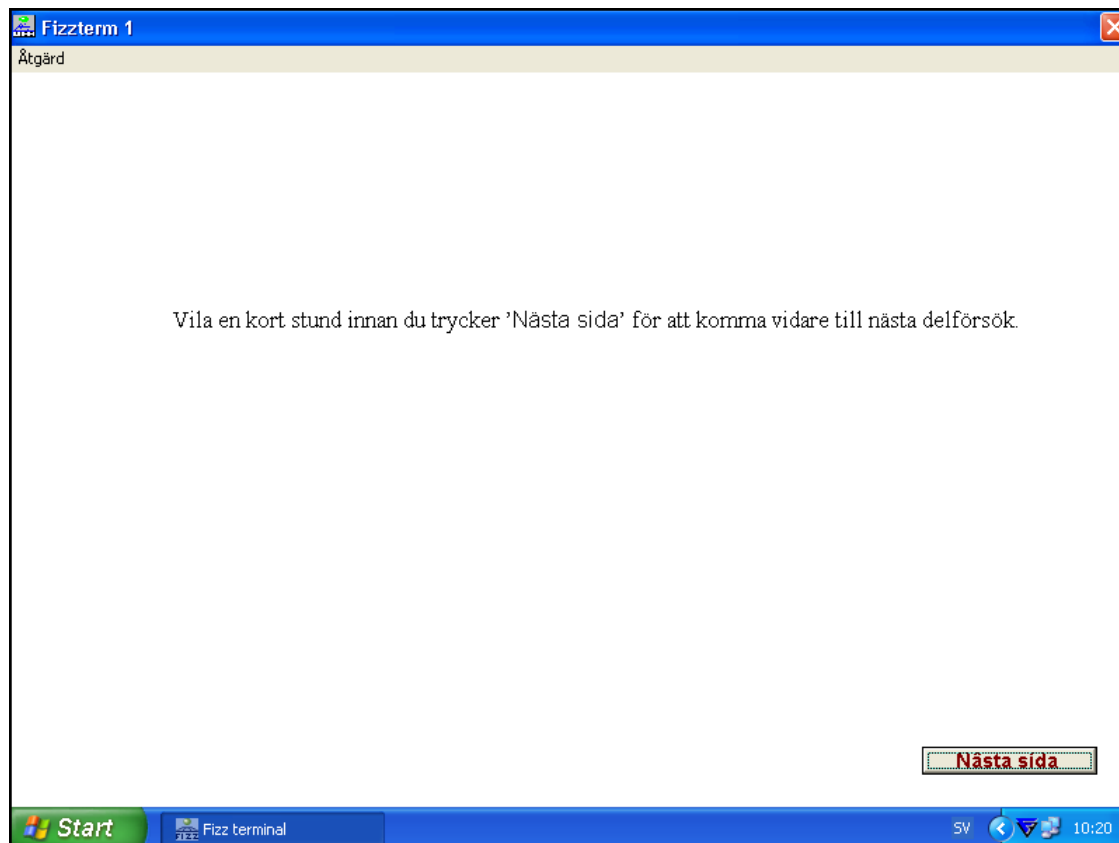 Fizzterm 1
Åtgärd
Vila en kort stund innan du trycker ’Nästa sida’ för att komma vidare till nästa delförsök.
Nästa sida
Start
Fizz terminal
SV
10:20